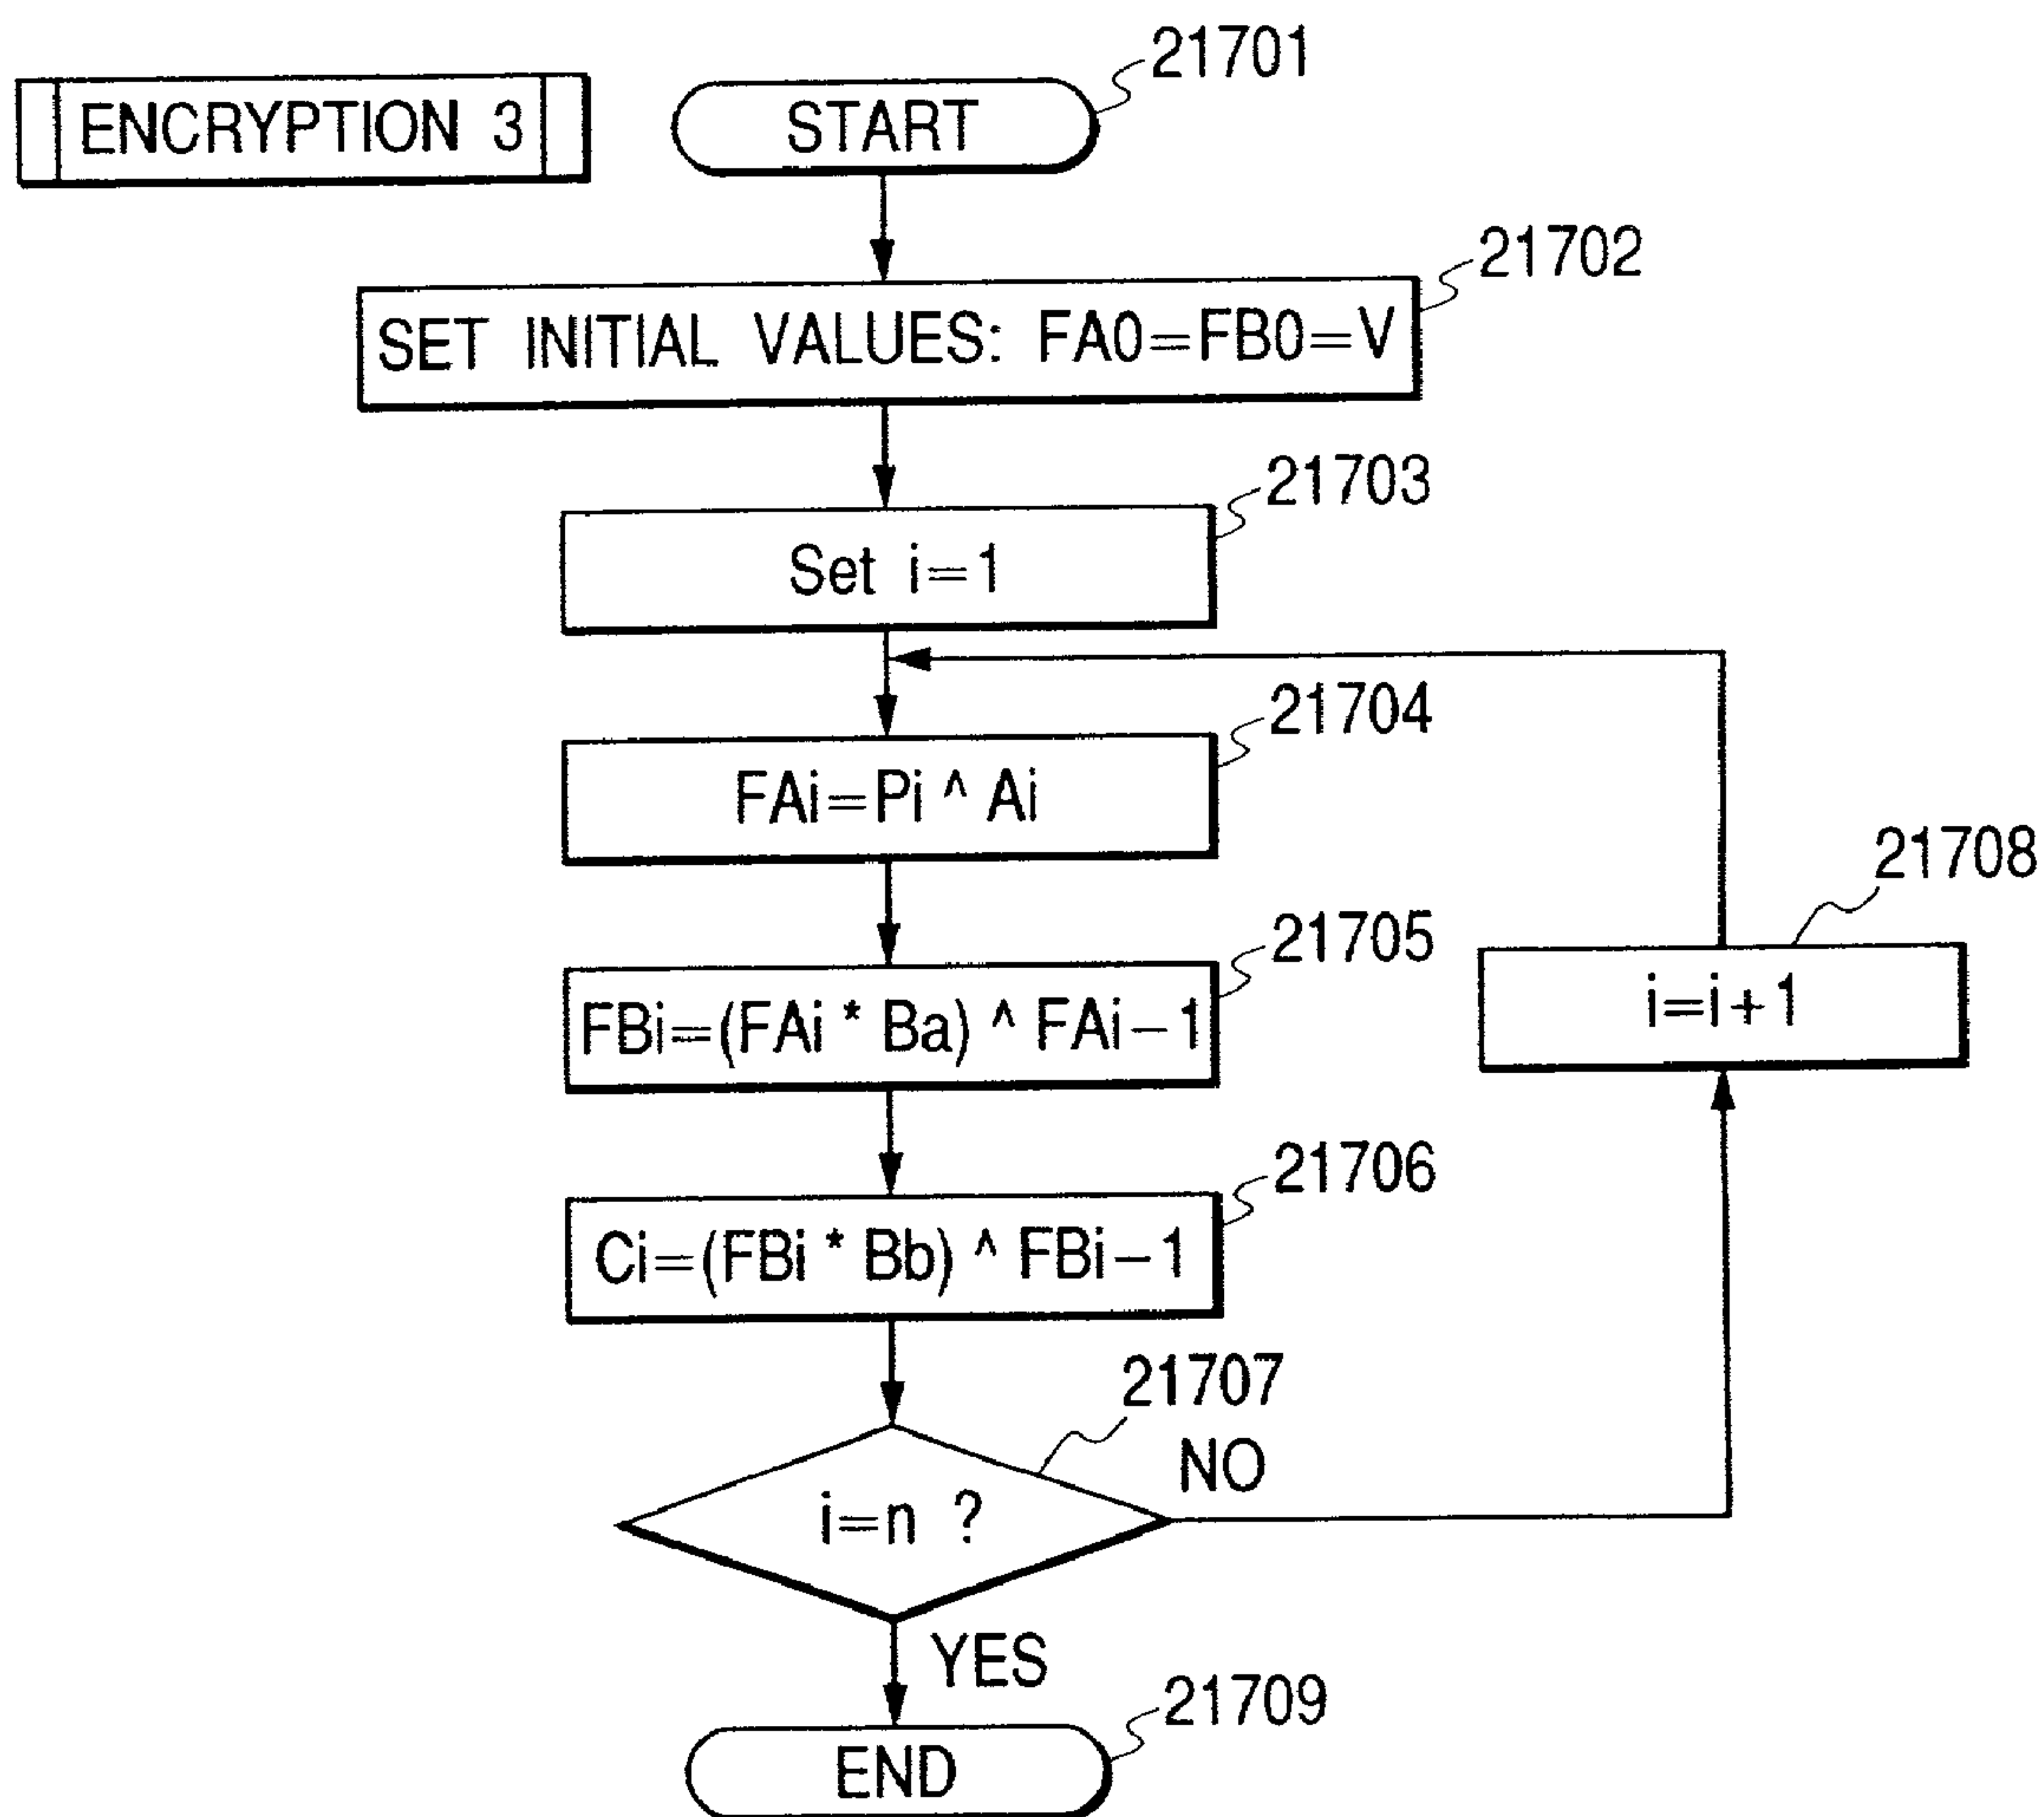 ENCRYPTION 3
START
21701
SET INITIAL VALUES: FA0=FB0=V
21702
Set i=1
21703
FAi=Pi ^ Ai
21704
FBi=(FAi * Ba) ^ FAi-1
21705
i=i+1
21708
Ci=(FBi * Bb) ^ FBi-1
21706
i=n ?
21707
NO
YES
END
21709